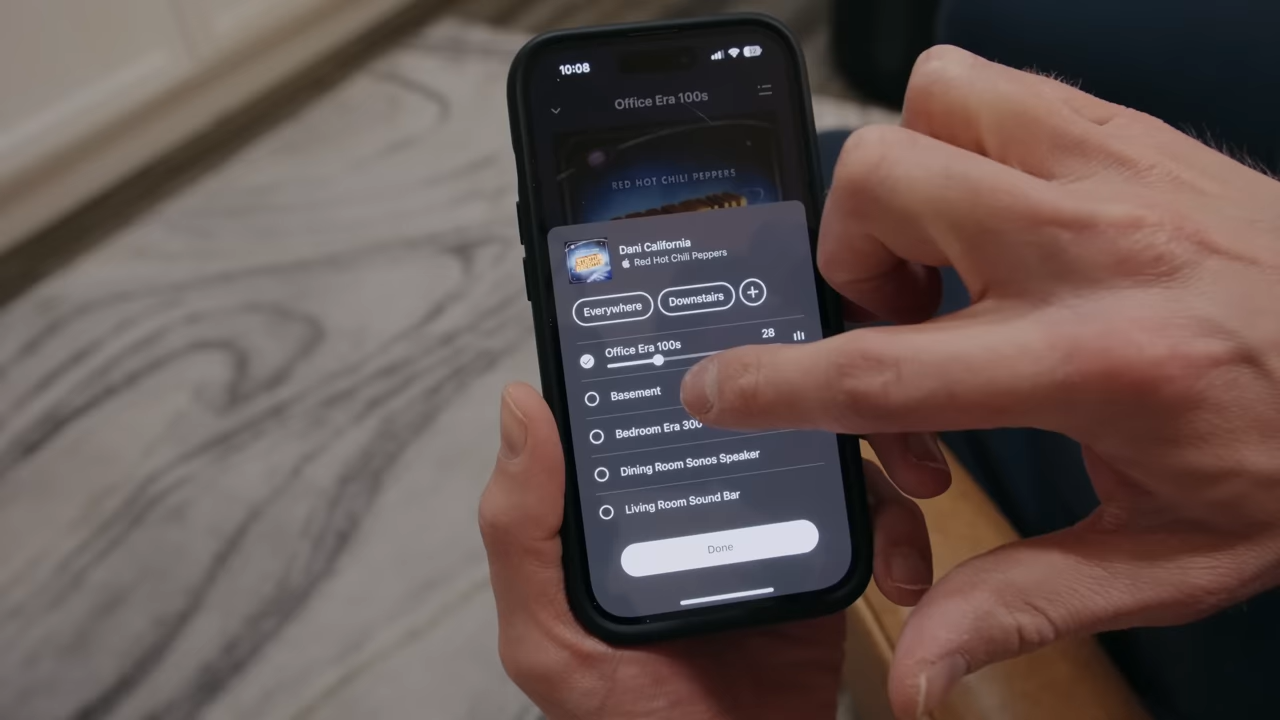 10:08
Office Era 100s
RED HOT CHILI PEPPERS
Dani California
Red Hot Chili Peppers
Everywhere
Downstairs
28
Office Era 100s
Basement
Bedroom Era 300
Dining Room Sonos Speaker
Living Room Sound Bar
Done